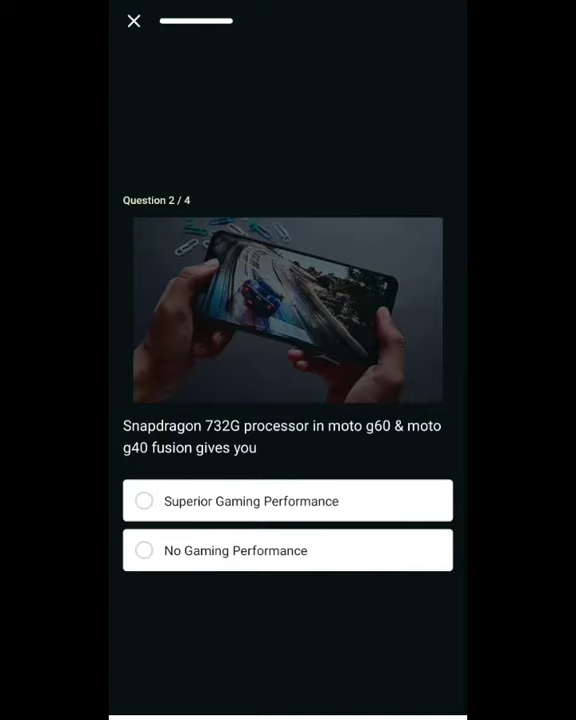 Question 2 / 4
Snapdragon 732G processor in moto g60 & moto
g40 fusion gives you
Superior Gaming Performance
No Gaming Performance